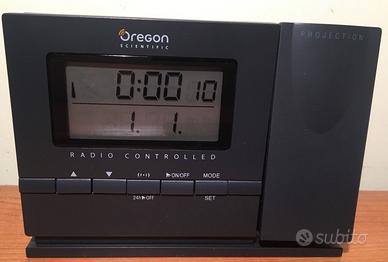 Oregon
SCIENTIFIC
PROJECTION
0:00 10
1. 1.
RADIO CONTROLLED
▲ ▼ ((•)) ▶ON/OFF MODE
24h▶OFF SET
subito